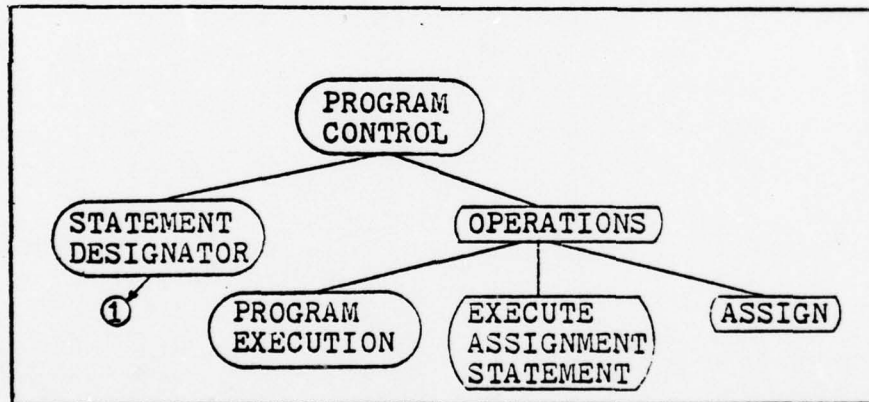 PROGRAM
CONTROL
STATEMENT
DESIGNATOR
OPERATIONS
1
PROGRAM
EXECUTION
EXECUTE
ASSIGNMENT
STATEMENT
ASSIGN